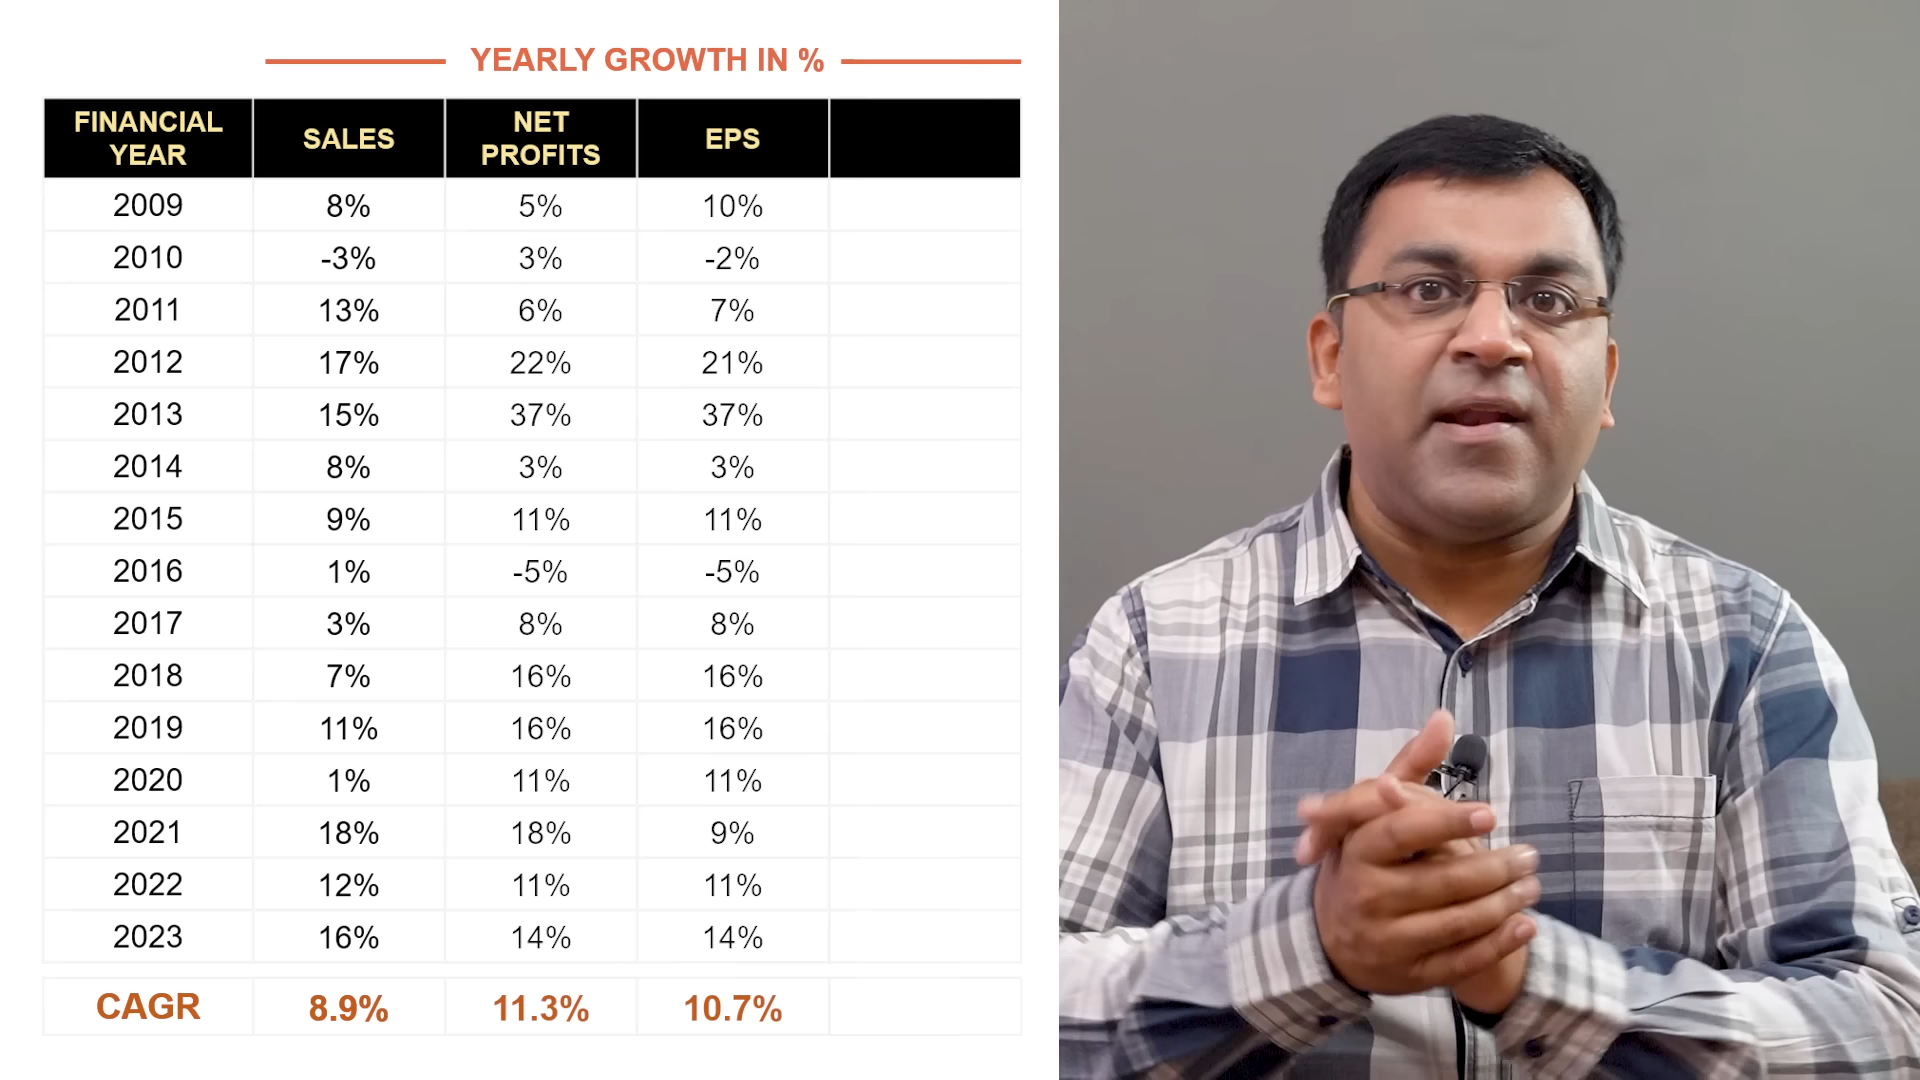 YEARLY GROWTH IN %
FINANCIAL YEAR SALES NET PROFITS EPS
2009 8% 5% 10%
2010 -3% 3% -2%
2011 13% 6% 7%
2012 17% 22% 21%
2013 15% 37% 37%
2014 8% 3% 3%
2015 9% 11% 11%
2016 1% -5% -5%
2017 3% 8% 8%
2018 7% 16% 16%
2019 11% 16% 16%
2020 1% 11% 11%
2021 18% 18% 9%
2022 12% 11% 11%
2023 16% 14% 14%
CAGR 8.9% 11.3% 10.7%